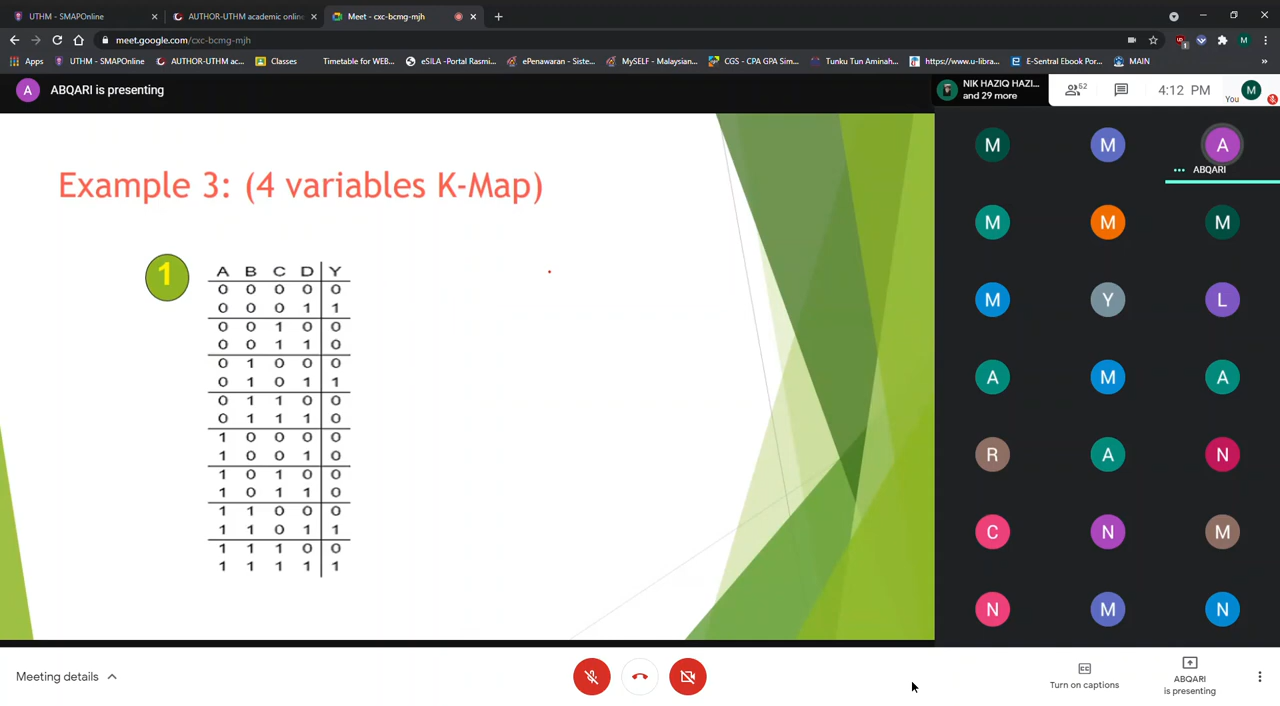 UTHM - SMAPOnline
AUTHOR-UTHM academic online
Meet - cxc-bcmg-mjh
meet.google.com/cxc-bcmg-mjh
M
Apps
UTHM - SMAPOnline
AUTHOR-UTHM ac...
Classes
Timetable for WEB...
eSILA -Portal Rasmi...
ePenawaran - Siste...
MySELF - Malaysian...
CGS - CPA GPA Sim...
Tunku Tun Aminah...
https://www.u-libra...
E-Sentral Ebook Por...
MAIN
»
A ABQARI is presenting
NIK HAZIQ HAZI...
and 29 more
52
4:12 PM
You M
Example 3: (4 variables K-Map)
1
A B C D Y
0 0 0 0 0
0 0 0 1 1
0 0 1 0 0
0 0 1 1 0
0 1 0 0 0
0 1 0 1 1
0 1 1 0 0
0 1 1 1 0
1 0 0 0 0
1 0 0 1 0
1 0 1 0 0
1 0 1 1 0
1 1 0 0 0
1 1 0 1 1
1 1 1 0 0
1 1 1 1 1
M M A
ABQARI
M M M
M Y L
A M A
R A N
C N M
N M N
Meeting details
Turn on captions
ABQARI
is presenting